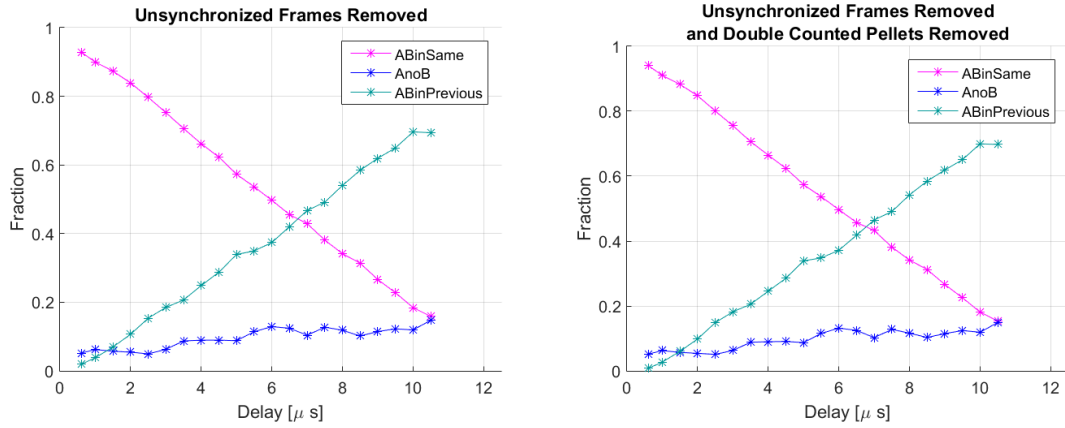 Unsynchronized Frames Removed
1
0.8
0.6
0.4
0.2
0
Fraction
ABinSame
AnoB
ABinPrevious
0 2 4 6 8 10 12
Delay [μ s]
Unsynchronized Frames Removed
and Double Counted Pellets Removed
1
0.8
0.6
0.4
0.2
0
Fraction
ABinSame
AnoB
ABinPrevious
0 2 4 6 8 10 12
Delay [μ s]